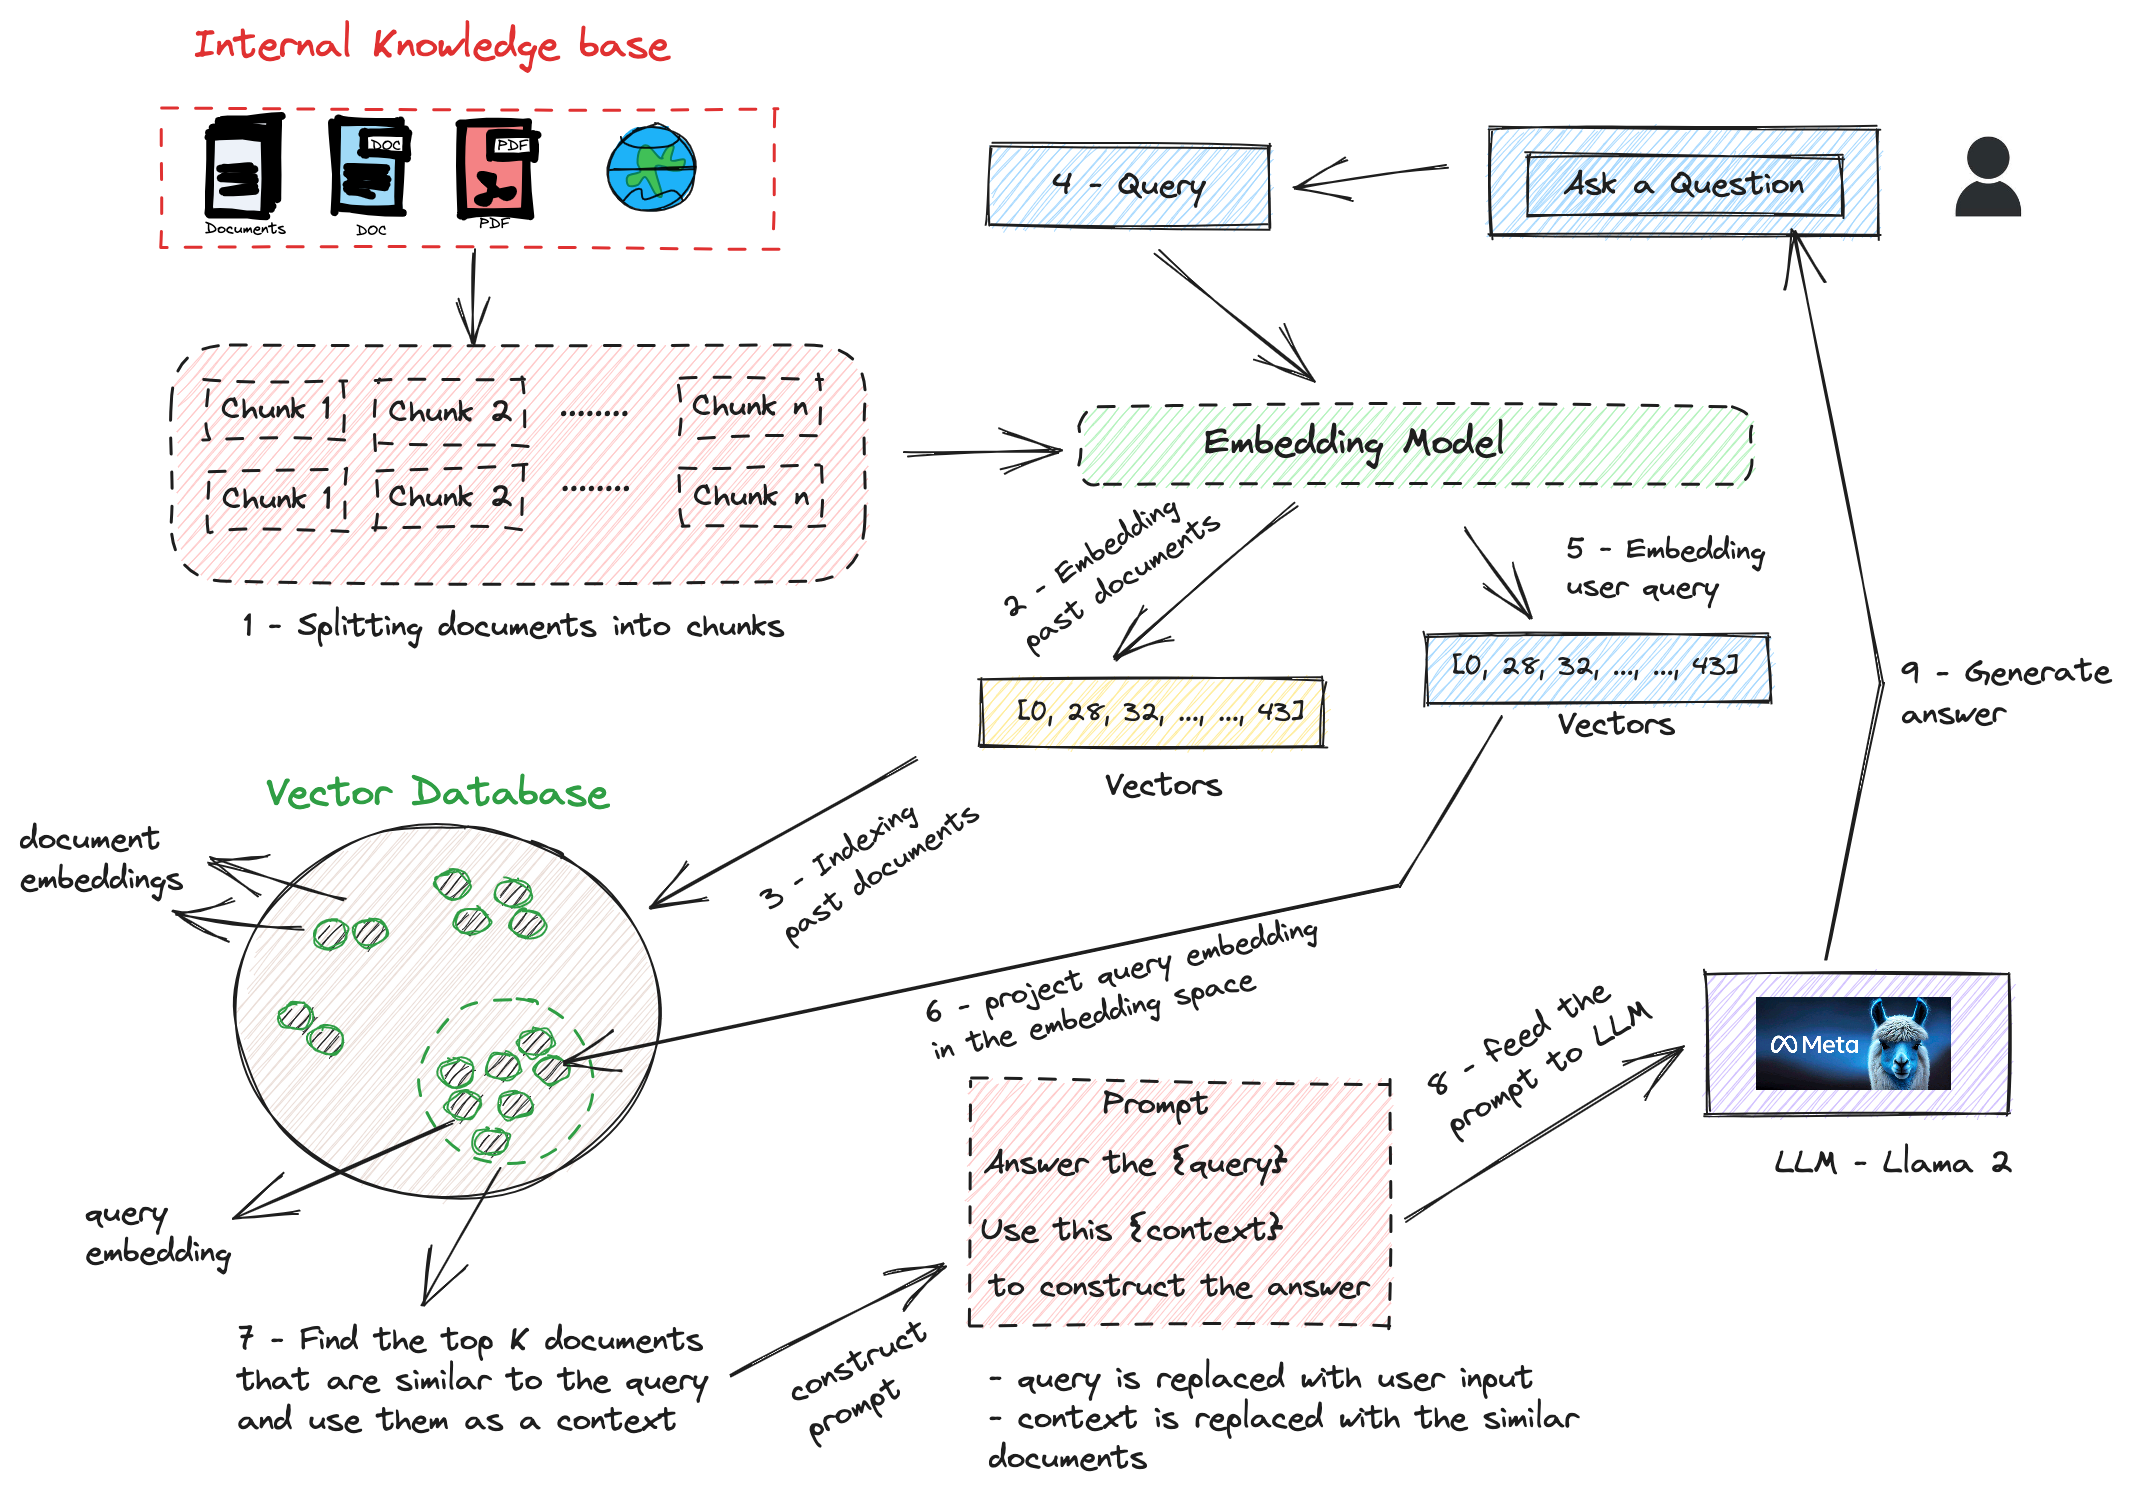 Internal Knowledge base
DOC
PDF
Documents
DOC
PDF
4 - Query
Ask a Question
Chunk 1
Chunk 2
........
Chunk n
Chunk 1
Chunk 2
........
Chunk n
1 - Splitting documents into chunks
Embedding Model
2 - Embedding
past documents
5 - Embedding
user query
[0, 28, 32, ..., ..., 43]
Vectors
[0, 28, 32, ..., ..., 43]
Vectors
9 - Generate
answer
Vector Database
document
embeddings
3 - Indexing
past documents
6 - project query embedding
in the embedding space
query
embedding
7 - Find the top K documents
that are similar to the query
and use them as a context
construct
prompt
Prompt
Answer the {query}
Use this {context}
to construct the answer
- query is replaced with user input
- context is replaced with the similar
documents
8 - feed the
prompt to LLM
Meta
LLM - Llama 2